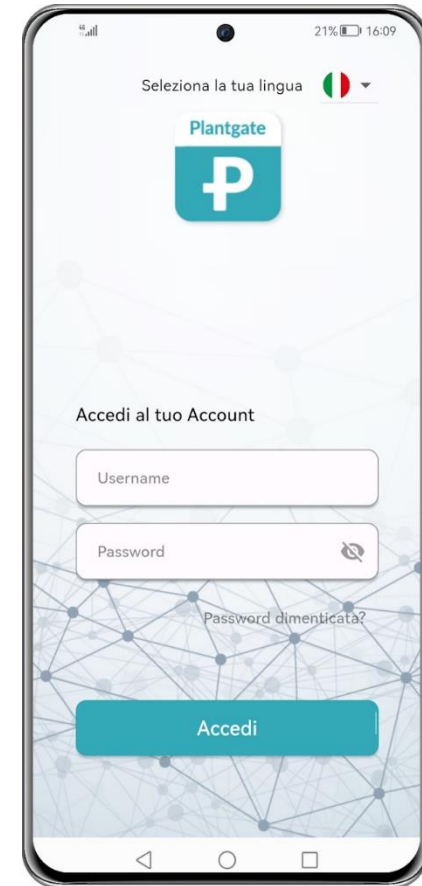 21% 16:09
Seleziona la tua lingua
Plantgate
P
Accedi al tuo Account
Username
Password
Password dimenticata?
Accedi